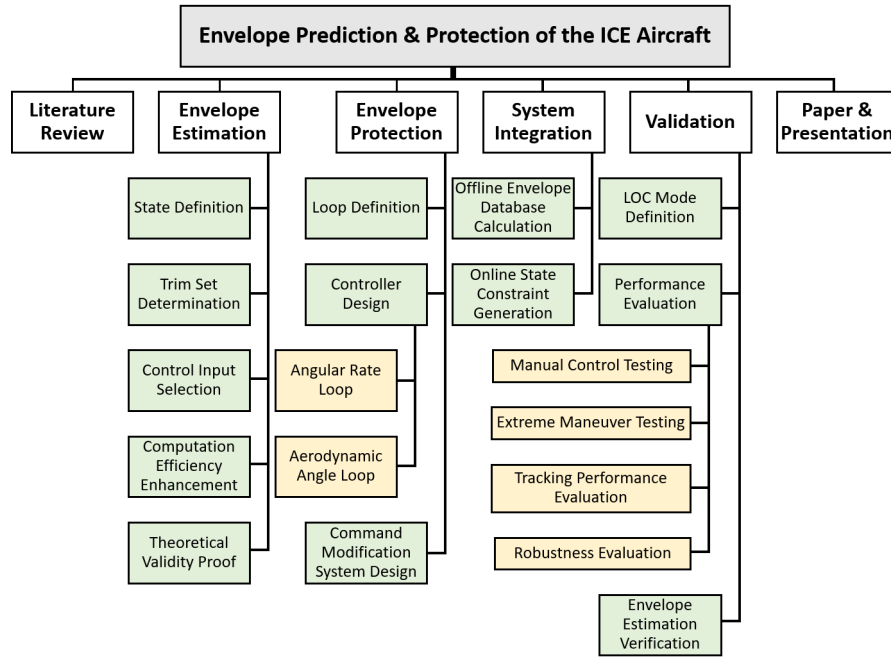 Envelope Prediction & Protection of the ICE Aircraft
Literature
Review
Envelope
Estimation
Envelope
Protection
System
Integration
Validation
Paper &
Presentation
State Definition
Trim Set
Determination
Control Input
Selection
Computation
Efficiency
Enhancement
Theoretical
Validity Proof
Loop Definition
Controller
Design
Angular Rate
Loop
Aerodynamic
Angle Loop
Command
Modification
System Design
Offline Envelope
Database
Calculation
Online State
Constraint
Generation
LOC Mode
Definition
Performance
Evaluation
Manual Control Testing
Extreme Maneuver Testing
Tracking Performance
Evaluation
Robustness Evaluation
Envelope
Estimation
Verification